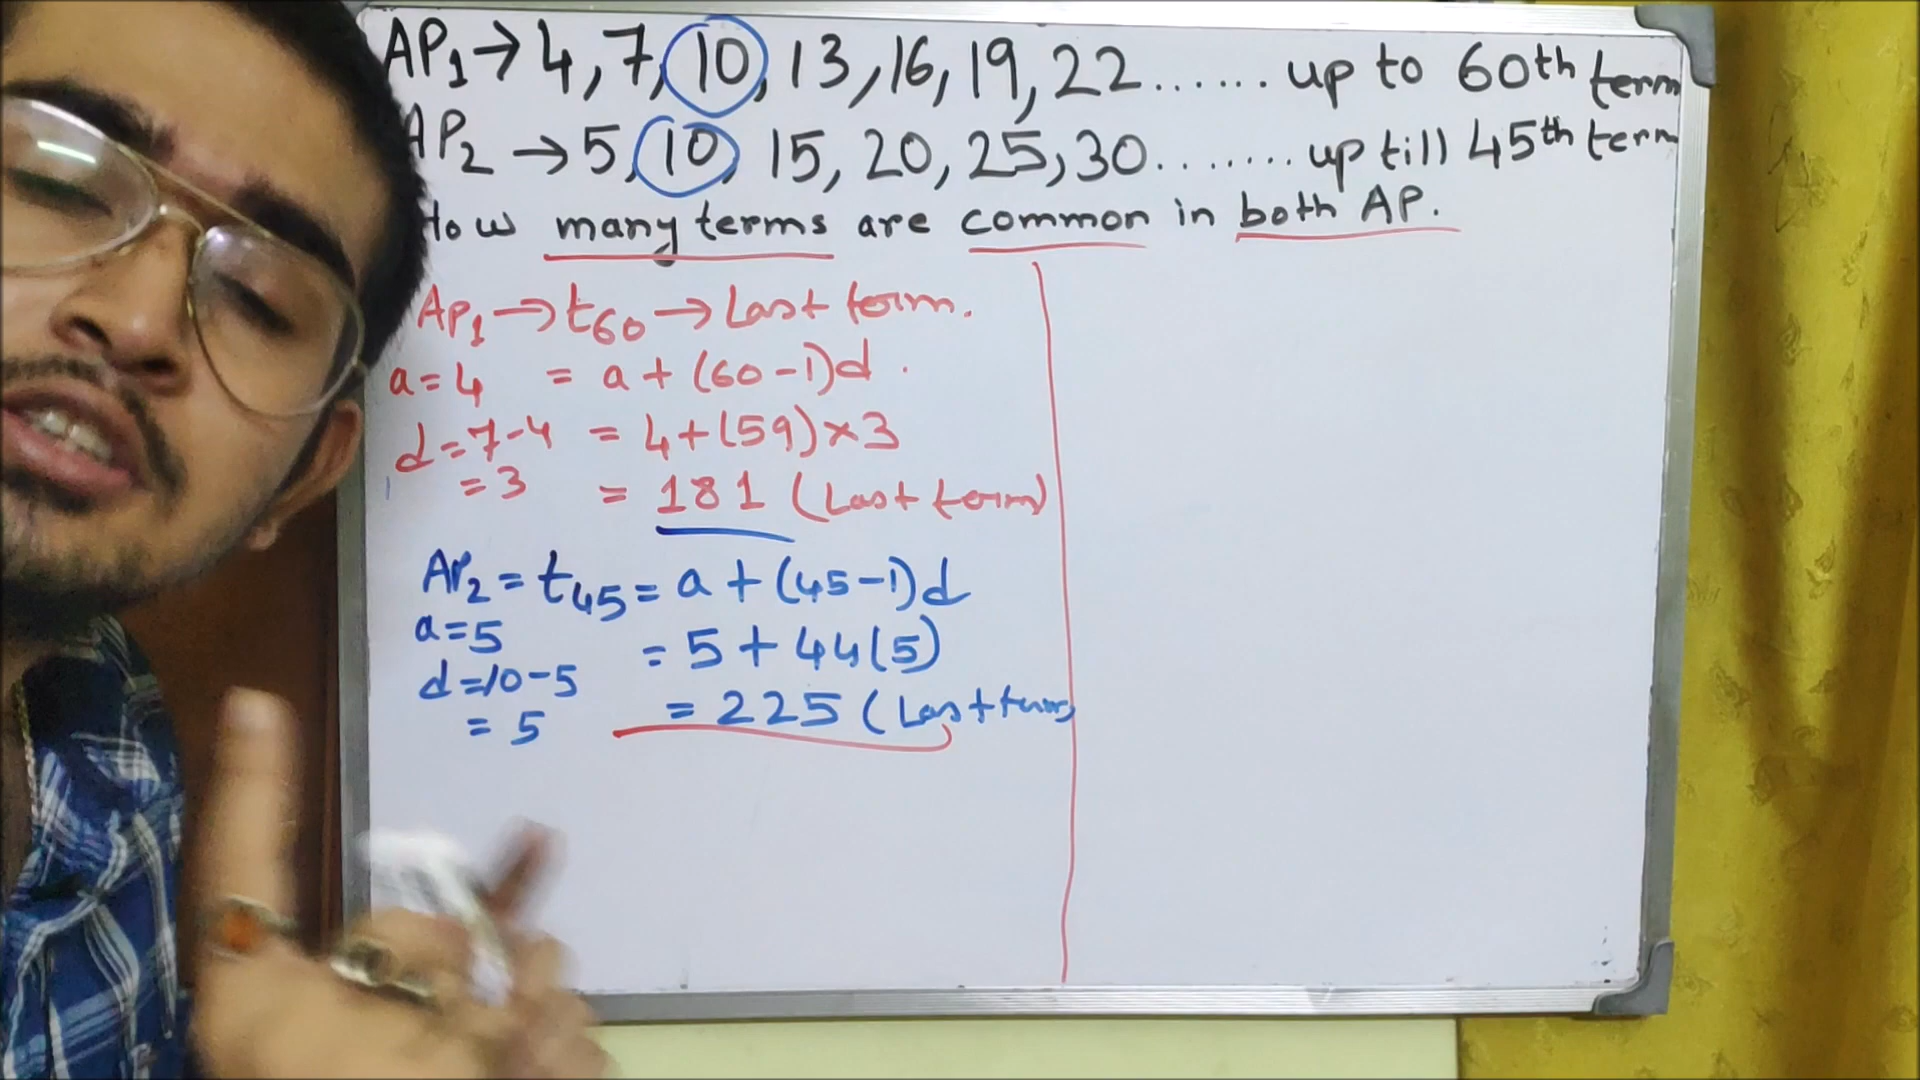 AP₁ → 4, 7, 10, 13, 16, 19, 22 ...... up to 60th term
AP₂ → 5, 10, 15, 20, 25, 30 ........ up till 45th term
How many terms are common in both AP.
AP₁ → t₆₀ → Last term.
a = 4 = a + (60-1)d .
d = 7-4 = 4 + (59) × 3
= 3 = 181 (Last term)
AP₂ = t₄₅ = a + (45-1)d
a = 5 = 5 + 44(5)
d = 10-5 = 225 (Last term
= 5